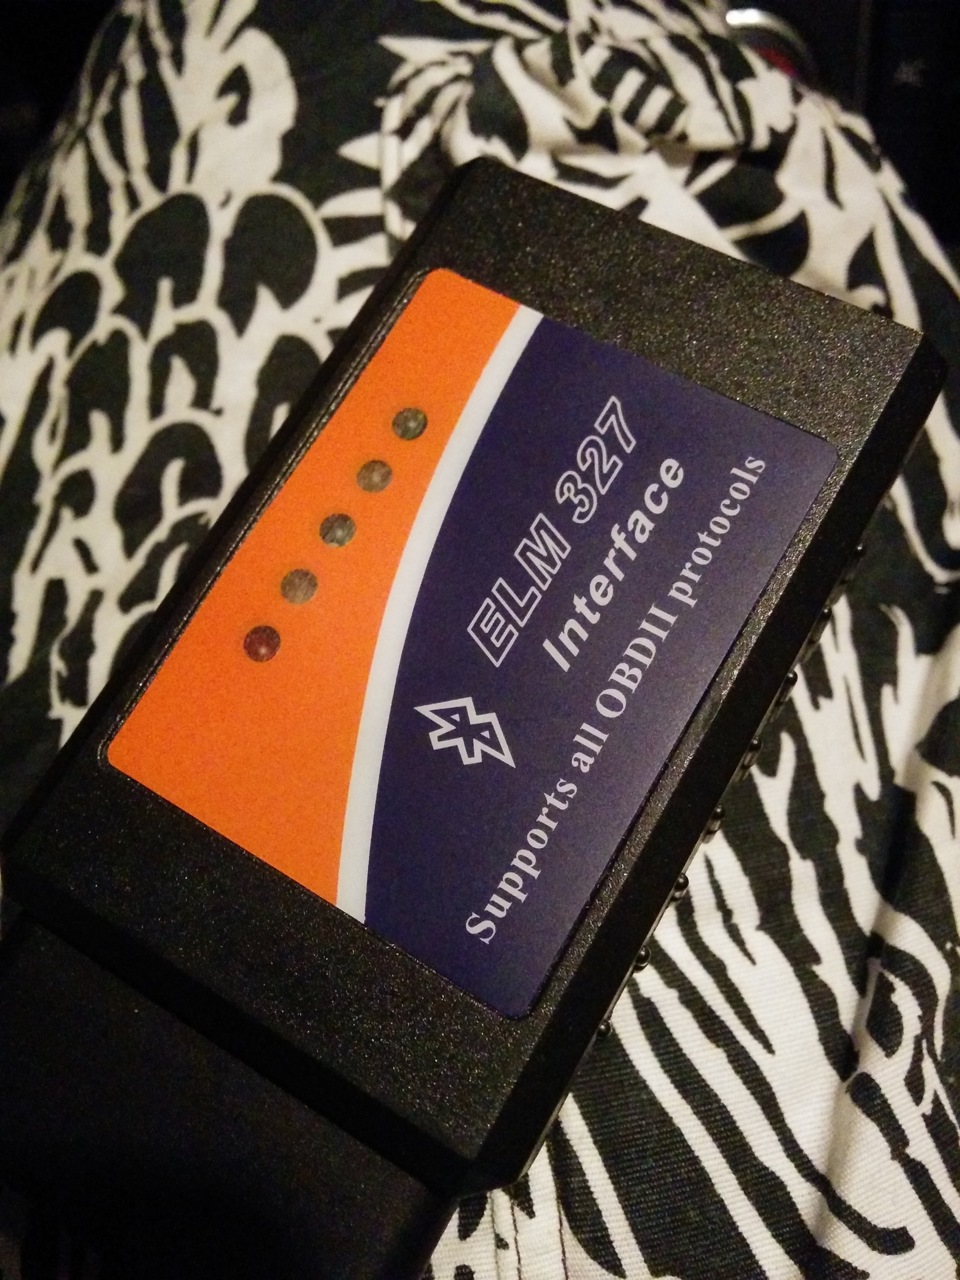 ELM 327
Interface
Supports all OBDII protocols